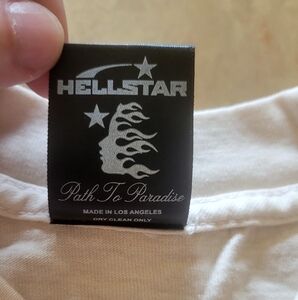 HELLSTAR
Path To Paradise
MADE IN LOS ANGELES
DRY CLEAN ONLY